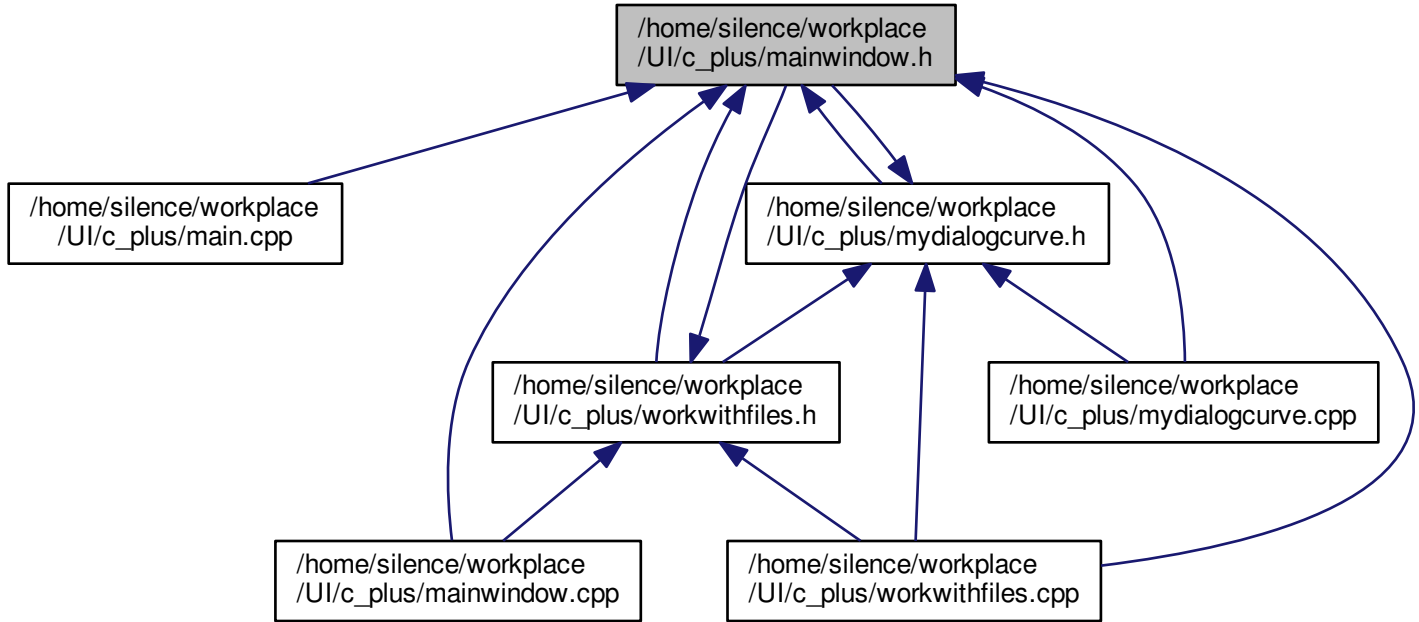 /home/silence/workplace
/UI/c_plus/mainwindow.h
/home/silence/workplace
/UI/c_plus/main.cpp
/home/silence/workplace
/UI/c_plus/mydialogcurve.h
/home/silence/workplace
/UI/c_plus/workwithfiles.h
/home/silence/workplace
/UI/c_plus/mydialogcurve.cpp
/home/silence/workplace
/UI/c_plus/mainwindow.cpp
/home/silence/workplace
/UI/c_plus/workwithfiles.cpp